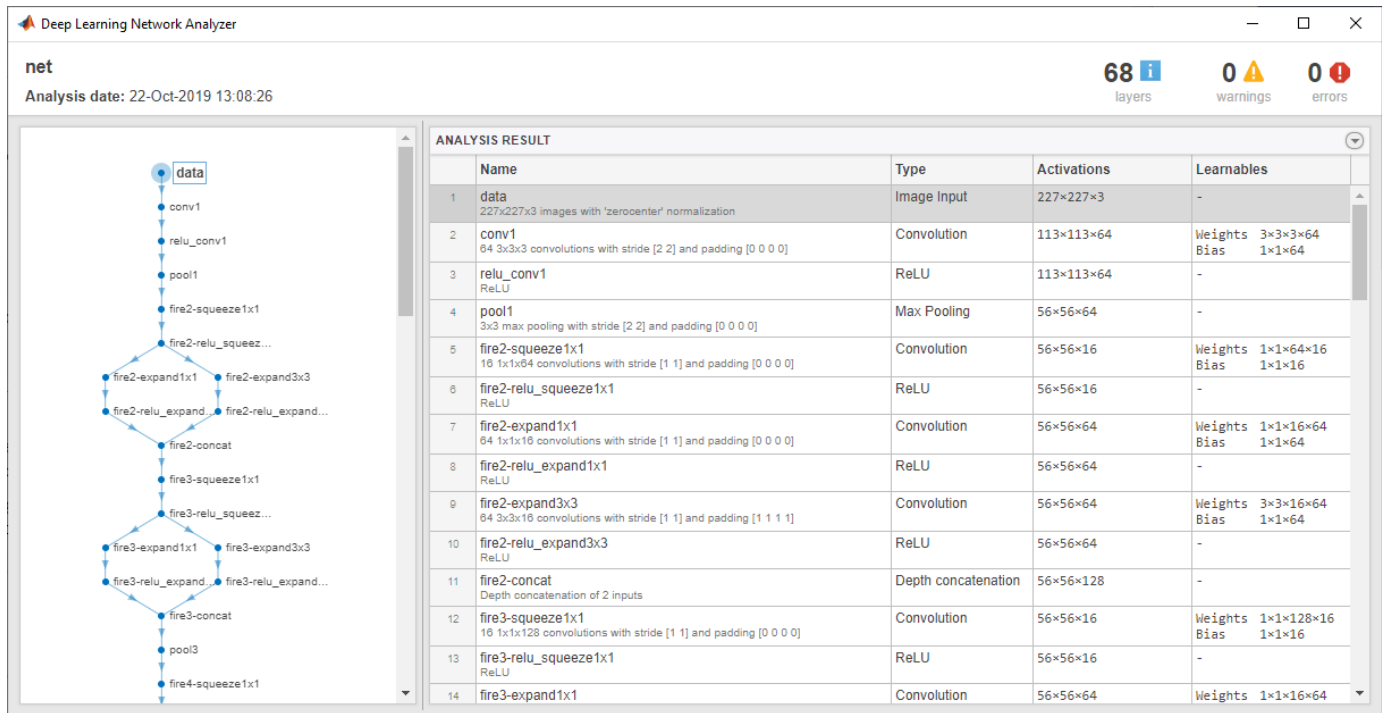 Deep Learning Network Analyzer
net
Analysis date: 22-Oct-2019 13:08:26
68 i
layers
0
warnings
0
errors
data
conv1
relu_conv1
pool1
fire2-squeeze1x1
fire2-relu_squeez...
fire2-expand1x1 fire2-expand3x3
fire2-relu_expand... fire2-relu_expand...
fire2-concat
fire3-squeeze1x1
fire3-relu_squeez...
fire3-expand1x1 fire3-expand3x3
fire3-relu_expand... fire3-relu_expand...
fire3-concat
pool3
fire4-squeeze1x1
ANALYSIS RESULT
Name Type Activations Learnables
1 data Image Input 227×227×3 -
227x227x3 images with 'zerocenter' normalization
2 conv1 Convolution 113×113×64 Weights 3×3×3×64
64 3x3x3 convolutions with stride [2 2] and padding [0 0 0 0] Bias 1×1×64
3 relu_conv1 ReLU 113×113×64 -
ReLU
4 pool1 Max Pooling 56×56×64 -
3x3 max pooling with stride [2 2] and padding [0 0 0 0]
5 fire2-squeeze1x1 Convolution 56×56×16 Weights 1×1×64×16
16 1x1x64 convolutions with stride [1 1] and padding [0 0 0 0] Bias 1×1×16
6 fire2-relu_squeeze1x1 ReLU 56×56×16 -
ReLU
7 fire2-expand1x1 Convolution 56×56×64 Weights 1×1×16×64
64 1x1x16 convolutions with stride [1 1] and padding [0 0 0 0] Bias 1×1×64
8 fire2-relu_expand1x1 ReLU 56×56×64 -
ReLU
9 fire2-expand3x3 Convolution 56×56×64 Weights 3×3×16×64
64 3x3x16 convolutions with stride [1 1] and padding [1 1 1 1] Bias 1×1×64
10 fire2-relu_expand3x3 ReLU 56×56×64 -
ReLU
11 fire2-concat Depth concatenation 56×56×128 -
Depth concatenation of 2 inputs
12 fire3-squeeze1x1 Convolution 56×56×16 Weights 1×1×128×16
16 1x1x128 convolutions with stride [1 1] and padding [0 0 0 0] Bias 1×1×16
13 fire3-relu_squeeze1x1 ReLU 56×56×16 -
ReLU
14 fire3-expand1x1 Convolution 56×56×64 Weights 1×1×16×64